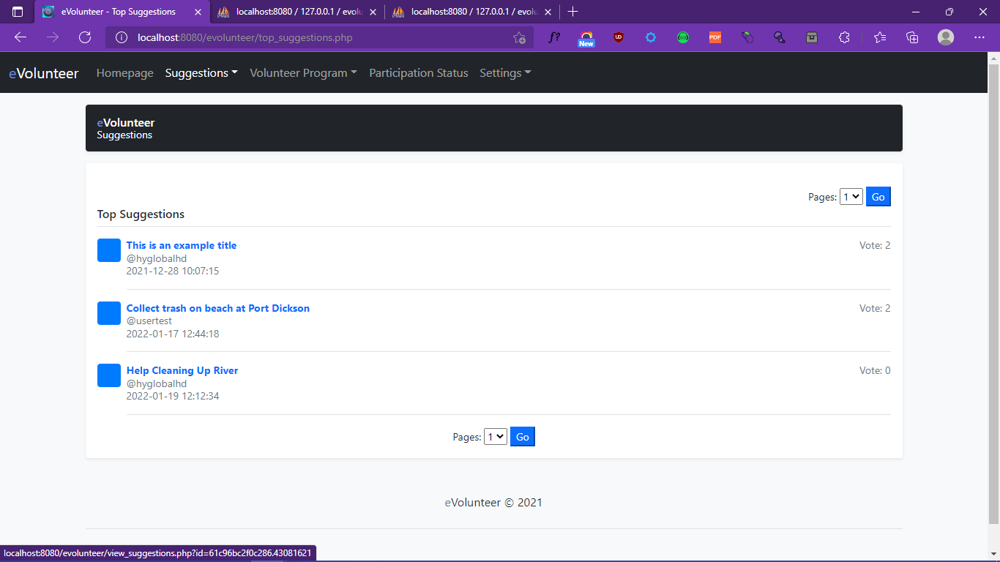 eVolunteer - Top Suggestions
localhost:8080 / 127.0.0.1 / evolu
localhost:8080 / 127.0.0.1 / evolu
localhost:8080/evolunteer/top_suggestions.php
f?
New
UD
PDF
eVolunteer
Homepage
Suggestions
Volunteer Program
Participation Status
Settings
eVolunteer
Suggestions
Pages: 1 Go
Top Suggestions
This is an example title
Vote: 2
@hyglobalhd
2021-12-28 10:07:15
Collect trash on beach at Port Dickson
Vote: 2
@usertest
2022-01-17 12:44:18
Help Cleaning Up River
Vote: 0
@hyglobalhd
2022-01-19 12:12:34
Pages: 1 Go
eVolunteer © 2021
localhost:8080/evolunteer/view_suggestions.php?id=61c96bc2f0c286.43081621